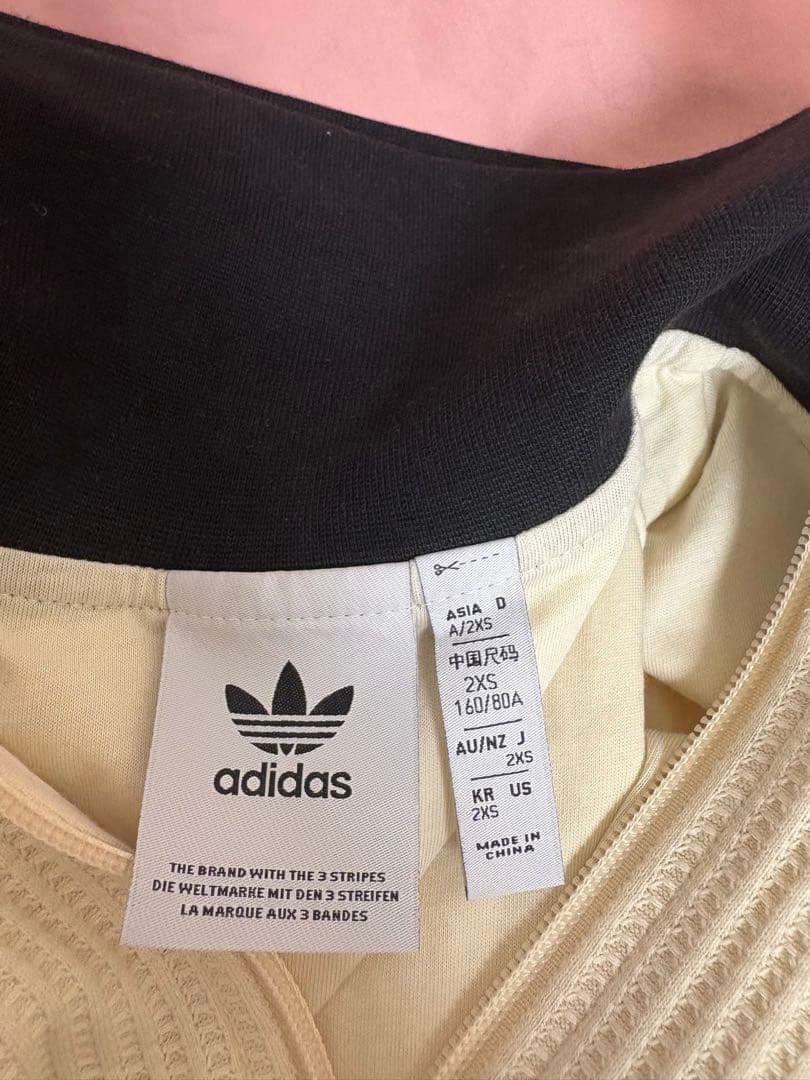 adidas
THE BRAND WITH THE 3 STRIPES
DIE WELTMARKE MIT DEN 3 STREIFEN
LA MARQUE AUX 3 BANDES
ASIA D
A/2XS
中国尺码
2XS
160/80A
AU/NZ J
2XS
KR US
2XS
MADE IN
CHINA